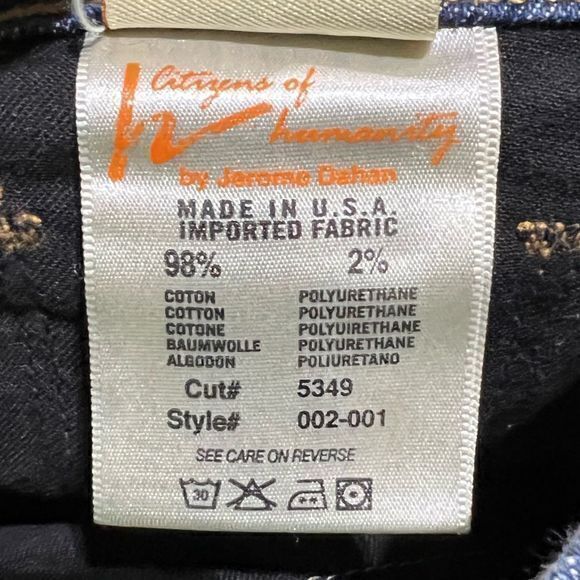 Citizens of
humanity
by Jerome Dahan
MADE IN U.S.A.
IMPORTED FABRIC
98% 2%
COTON POLYURETHANE
COTTON POLYURETHANE
COTONE POLYUIRETHANE
BAUMWOLLE POLYURETHANE
ALGODON POLIURETANO
Cut# 5349
Style# 002-001
SEE CARE ON REVERSE
30